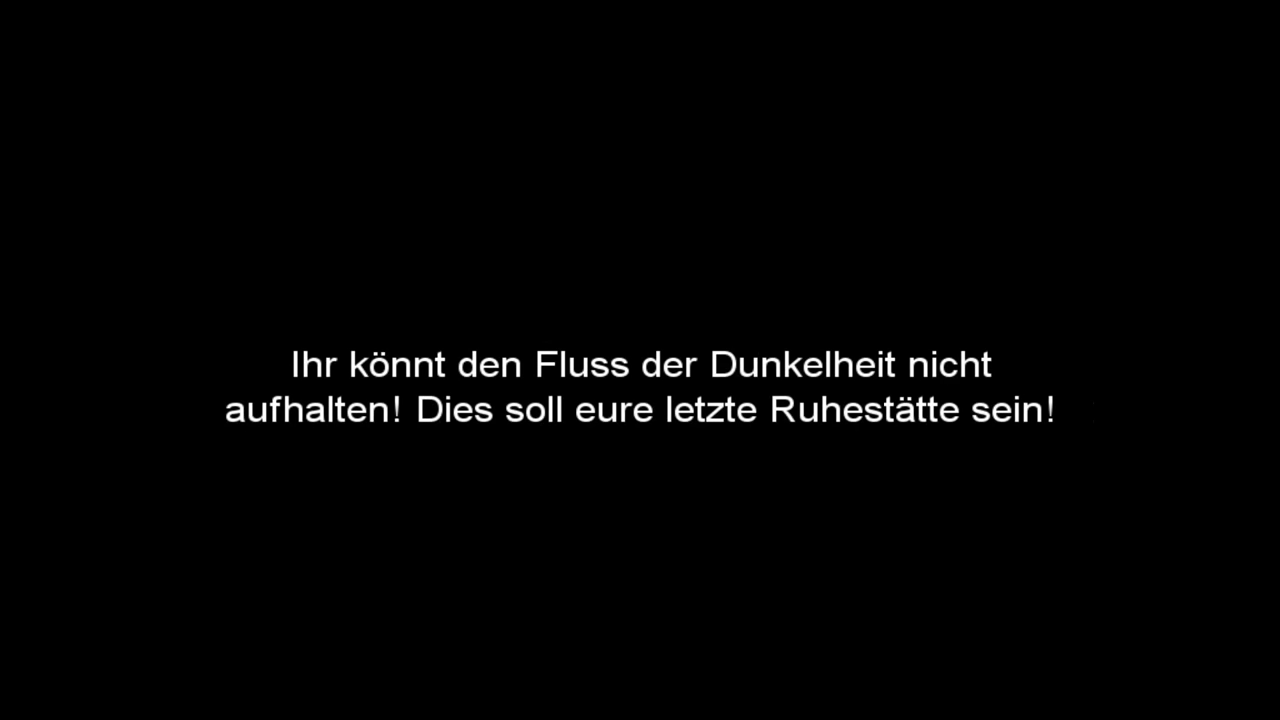 Ihr könnt den Fluss der Dunkelheit nicht
aufhalten! Dies soll eure letzte Ruhestätte sein!